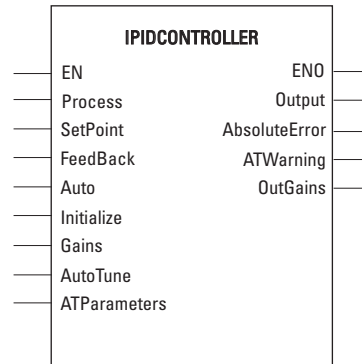 IPIDCONTROLLER
EN ENO
Process Output
SetPoint AbsoluteError
FeedBack ATWarning
Auto OutGains
Initialize
Gains
AutoTune
ATParameters